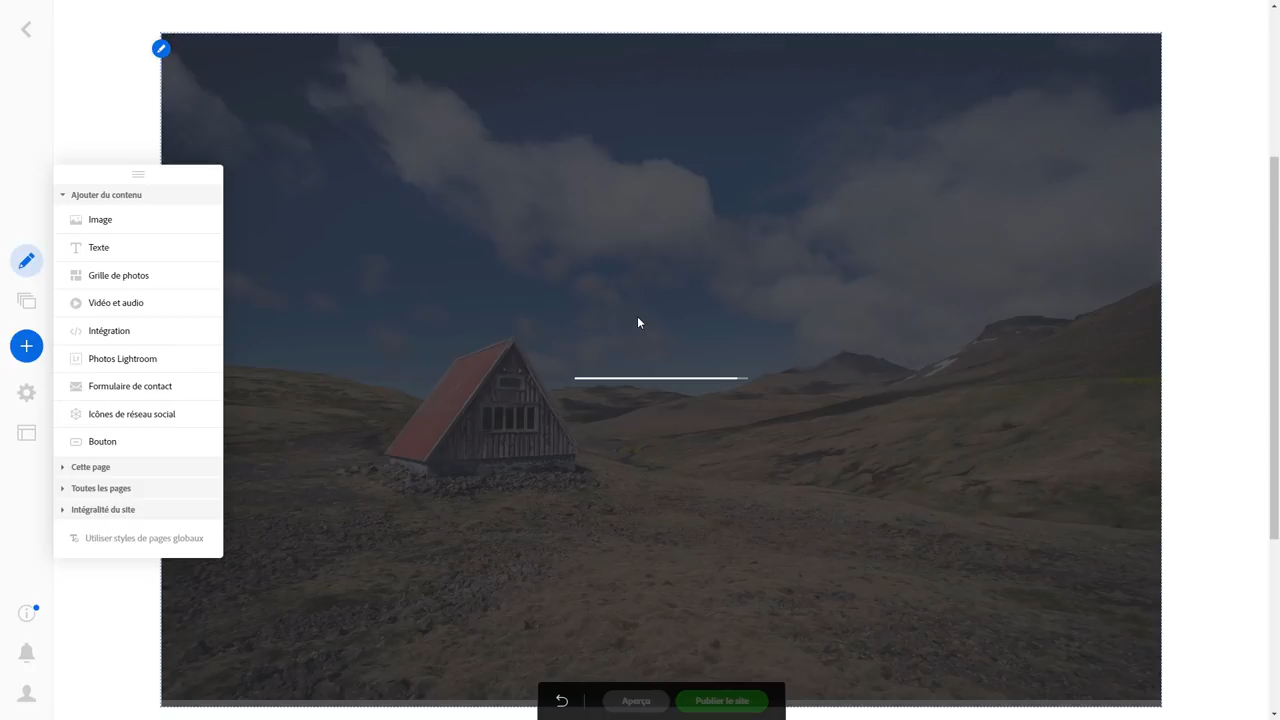 Ajouter du contenu
Image
Texte
Grille de photos
Vidéo et audio
Intégration
Photos Lightroom
Formulaire de contact
Icônes de réseau social
Bouton
Cette page
Toutes les pages
Intégralité du site
Utiliser styles de pages globaux
Aperçu
Publier le site